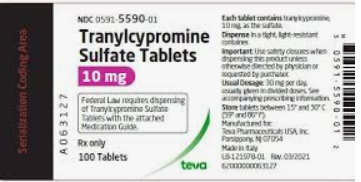 Serialization Coding Area
A063127
NDC 0591-5590-01
Tranylcypromine
Sulfate Tablets
10 mg
Federal Law requires dispensing
of Tranylcypromine Sulfate
Tablets with the attached
Medication Guide.
Rx only
100 Tablets
teva
Each tablet contains tranylcypromine,
10 mg, as the sulfate.
Dispense in a tight, light-resistant
container.
Important: Use safety closures when
dispensing this product unless
otherwise directed by physician or
requested by purchaser.
Usual Dosage: 30 mg per day,
usually given in divided doses. See
accompanying prescribing information.
Store tablets between 15° and 30°C
(59° and 86°F).
Manufactured for:
Teva Pharmaceuticals USA, Inc.
Parsippany, NJ 07054
Made in Italy
LB-121978-01 Rev. 03/2021
62000000063127
0591-5590-01